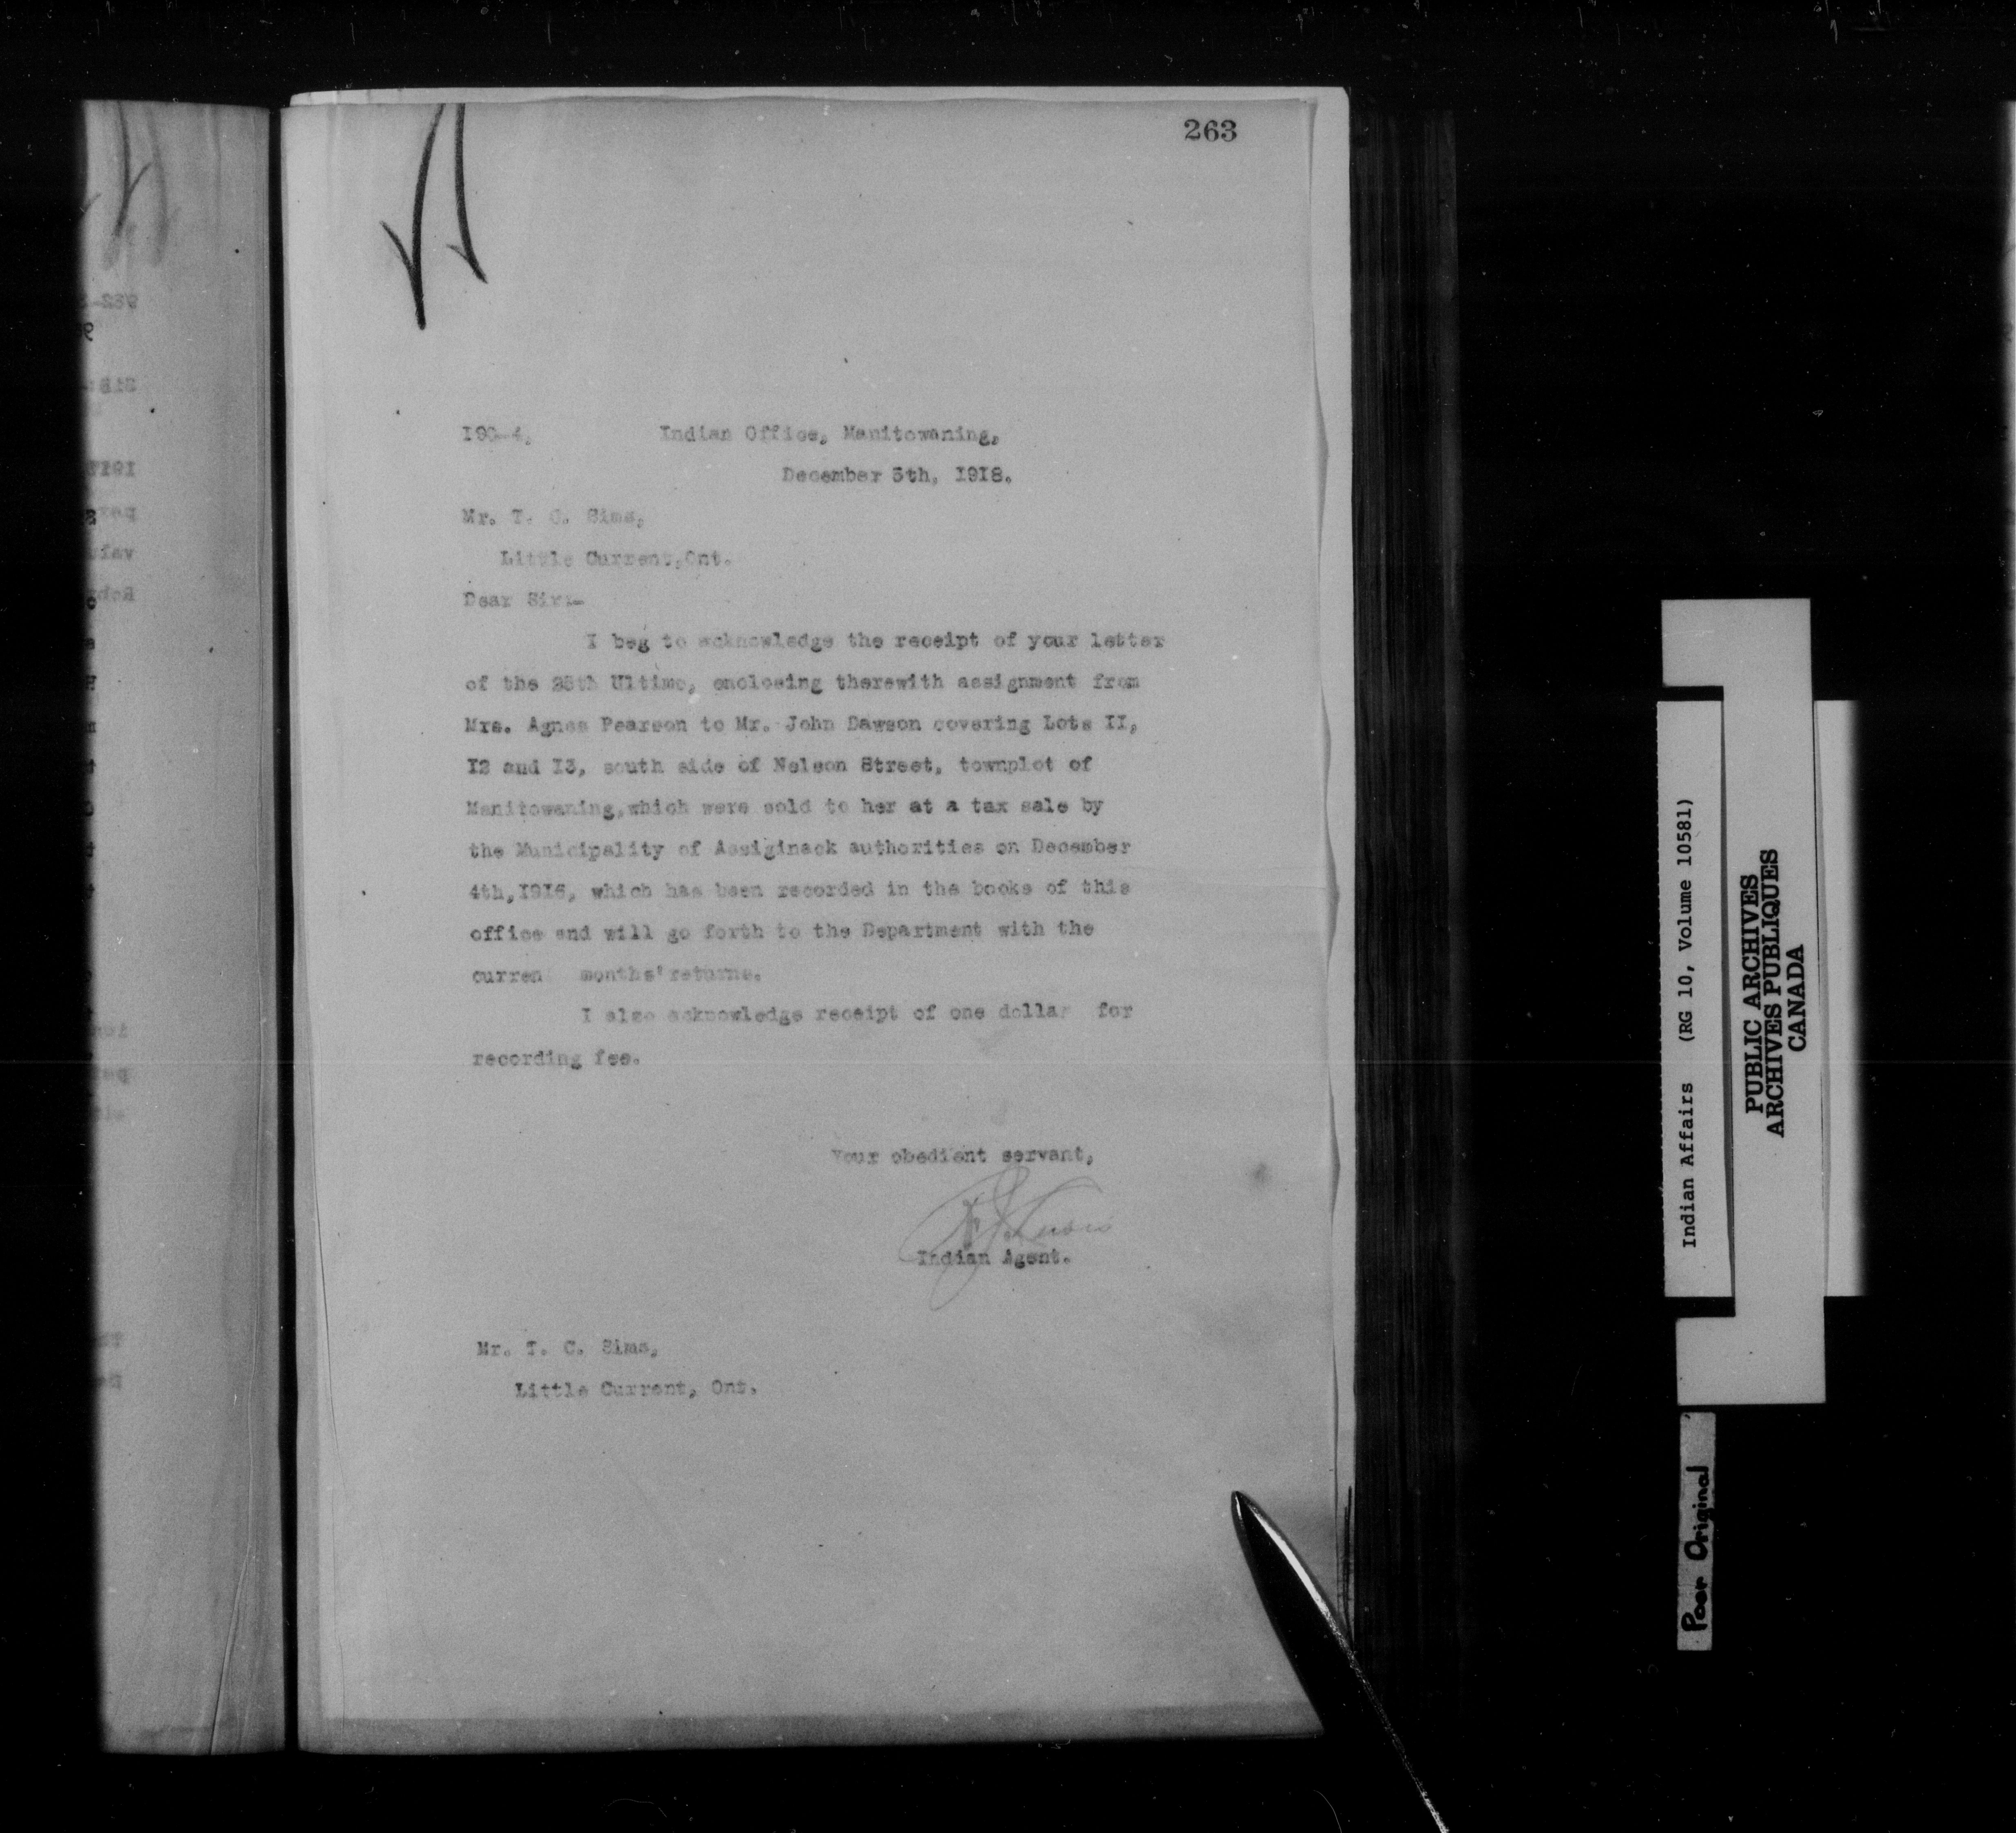 263
190-4. Indian Office, Manitowaning,
December 5th, 1918.
Mr. T. C. Sims,
Little Current,Ont.
Dear Sir:-
I beg to acknowledge the receipt of your letter
of the 28th Ultimo, enclosing therewith assignment from
Mrs. Agnes Pearson to Mr. John Dawson covering Lots II,
I2 and I3, south side of Nelson Street, townplot of
Manitowaning,which were sold to her at a tax sale by
the Municipality of Assiginack authorities on December
4th,1916, which has been recorded in the books of this
office and will go forth to the Department with the
curren months'returns.
I also acknowledge receipt of one dollar for
recording fee.
Your obedient servant,
Indian Agent.
Mr. T. C. Sims,
Little Current, Ont.
Indian Affairs (RG 10, Volume 10581)
PUBLIC ARCHIVES
ARCHIVES PUBLIQUES
CANADA
Poor Original